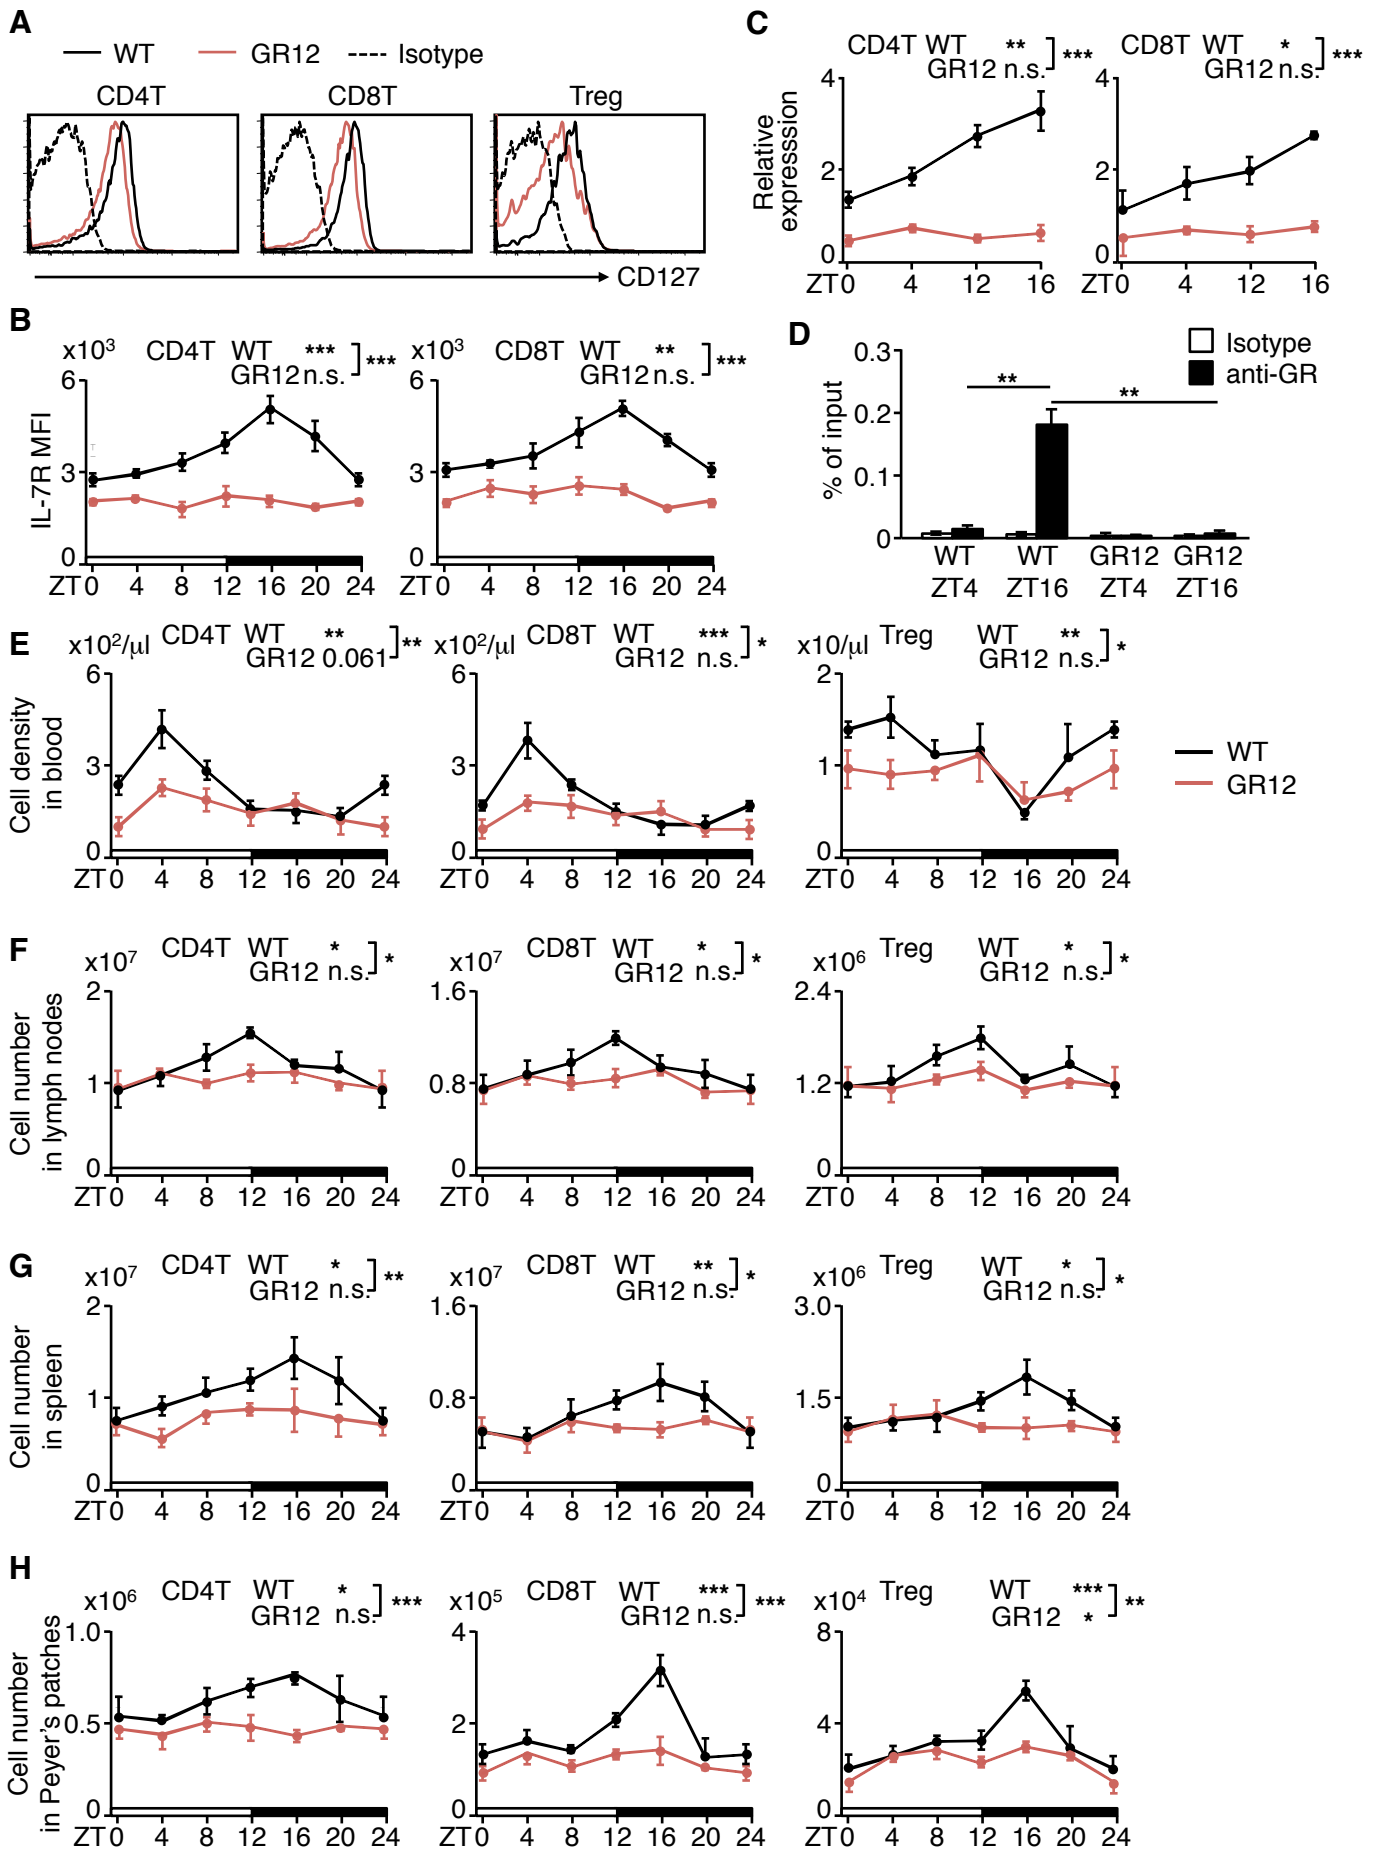 A
WT GR12 Isotype
CD4T CD8T Treg
CD127
B
x10³ CD4T WT *** ***
GR12 n.s.
6
3
0
IL-7R MFI
ZT0 4 8 12 16 20 24
x10³ CD8T WT ** ***
GR12 n.s.
6
3
0
ZT0 4 8 12 16 20 24
C
CD4T WT ** ***
GR12 n.s.
4
2
0
Relative
expression
ZT0 4 12 16
CD8T WT * ***
GR12 n.s.
4
2
0
ZT0 4 12 16
D
Isotype
anti-GR
0.3
0.2
0.1
0
% of input
** **
WT WT GR12 GR12
ZT4 ZT16 ZT4 ZT16
E
Cell density
in blood
x10²/µl CD4T WT ** **
GR12 0.061
6
3
0
ZT0 4 8 12 16 20 24
x10²/µl CD8T WT *** *
GR12 n.s.
6
3
0
ZT0 4 8 12 16 20 24
x10/µl Treg WT ** *
GR12 n.s.
2
1
0
ZT0 4 8 12 16 20 24
WT
GR12
F
Cell number
in lymph nodes
x10⁷ CD4T WT * *
GR12 n.s.
2
1
0
ZT0 4 8 12 16 20 24
x10⁷ CD8T WT * *
GR12 n.s.
1.6
0.8
0
ZT0 4 8 12 16 20 24
x10⁶ Treg WT * *
GR12 n.s.
2.4
1.2
0
ZT0 4 8 12 16 20 24
G
Cell number
in spleen
x10⁷ CD4T WT * **
GR12 n.s.
2
1
0
ZT0 4 8 12 16 20 24
x10⁷ CD8T WT ** *
GR12 n.s.
1.6
0.8
0
ZT0 4 8 12 16 20 24
x10⁶ Treg WT * *
GR12 n.s.
3.0
1.5
0
ZT0 4 8 12 16 20 24
H
Cell number
in Peyer's patches
x10⁶ CD4T WT * ***
GR12 n.s.
1.0
0.5
0
ZT0 4 8 12 16 20 24
x10⁵ CD8T WT *** ***
GR12 n.s.
4
2
0
ZT0 4 8 12 16 20 24
x10⁴ Treg WT *** **
GR12 *
8
4
0
ZT0 4 8 12 16 20 24